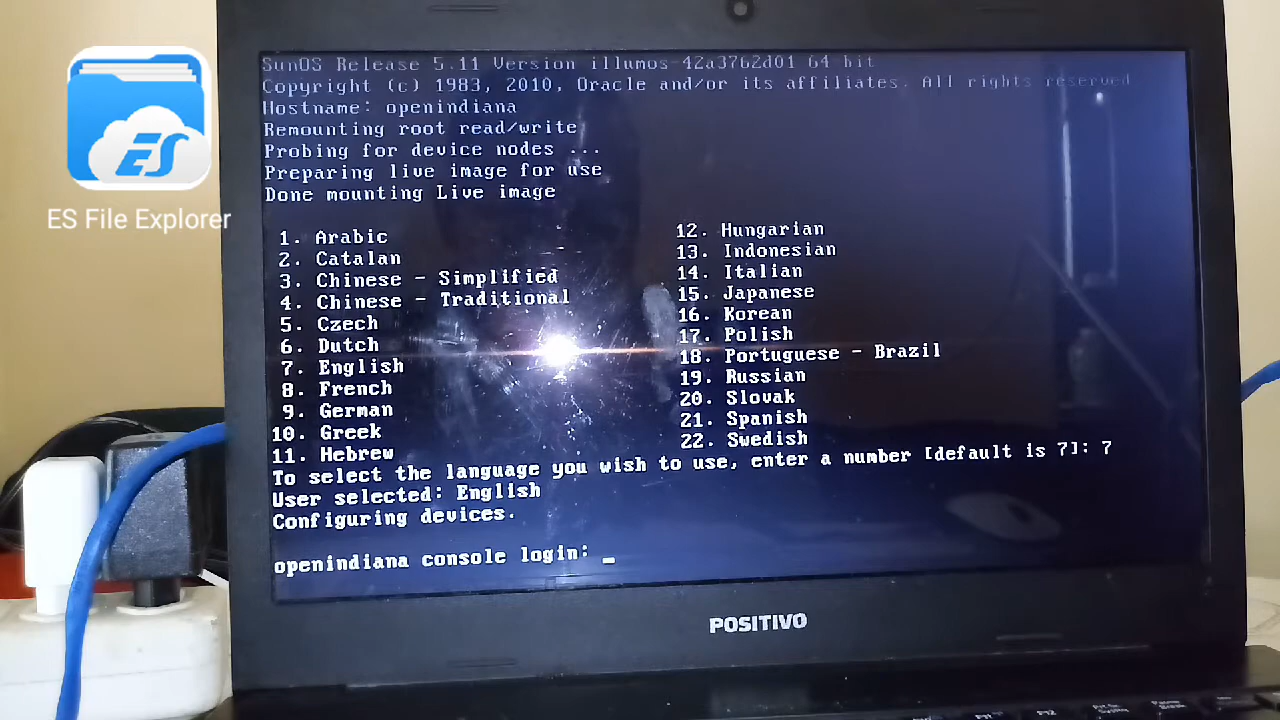 ES
ES File Explorer
SunOS Release 5.11 Version illumos-42a3762d01 64 bit
Copyright (c) 1983, 2010, Oracle and/or its affiliates. All rights reserved
Hostname: openindiana
Remounting root read/write
Probing for device nodes ...
Preparing live image for use
Done mounting Live image
1. Arabic
2. Catalan
3. Chinese - Simplified
4. Chinese - Traditional
5. Czech
6. Dutch
7. English
8. French
9. German
10. Greek
11. Hebrew
12. Hungarian
13. Indonesian
14. Italian
15. Japanese
16. Korean
17. Polish
18. Portuguese - Brazil
19. Russian
20. Slovak
21. Spanish
22. Swedish
To select the language you wish to use, enter a number [default is 7]: 7
User selected: English
Configuring devices.
openindiana console login: _
POSITIVO